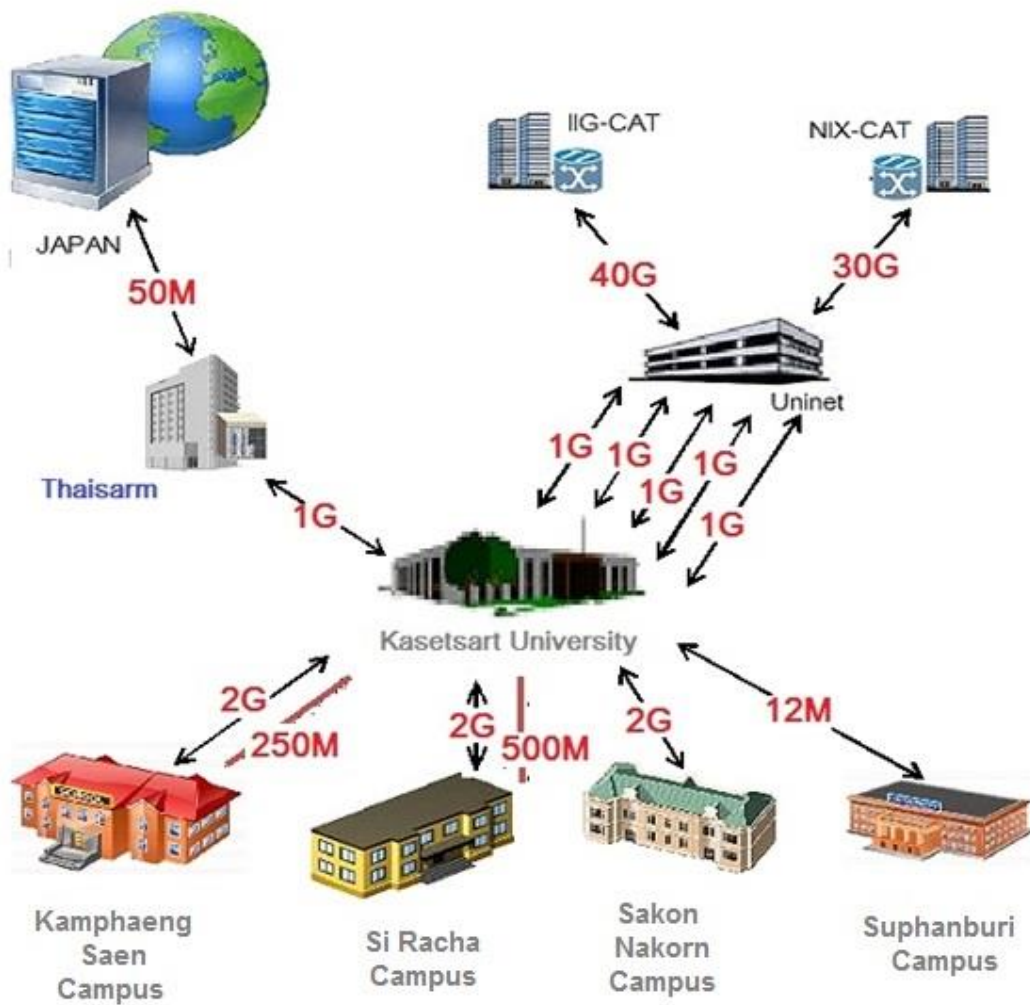 IIG-CAT
NIX-CAT
JAPAN
50M
40G
30G
Uninet
1G
1G
1G
1G
1G
Thaisarm
1G
Kasetsart University
2G
250M
2G
500M
2G
12M
SCHOOL
Kamphaeng
Saen
Campus
Si Racha
Campus
Sakon
Nakorn
Campus
Suphanburi
Campus